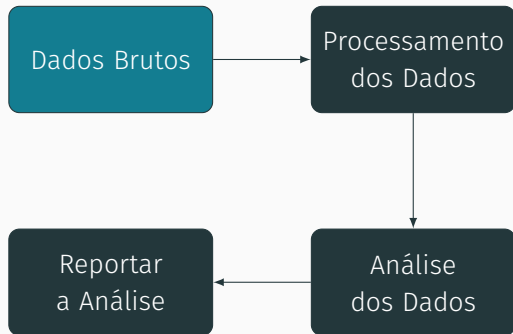 Dados Brutos
Processamento
dos Dados
Análise
dos Dados
Reportar
a Análise